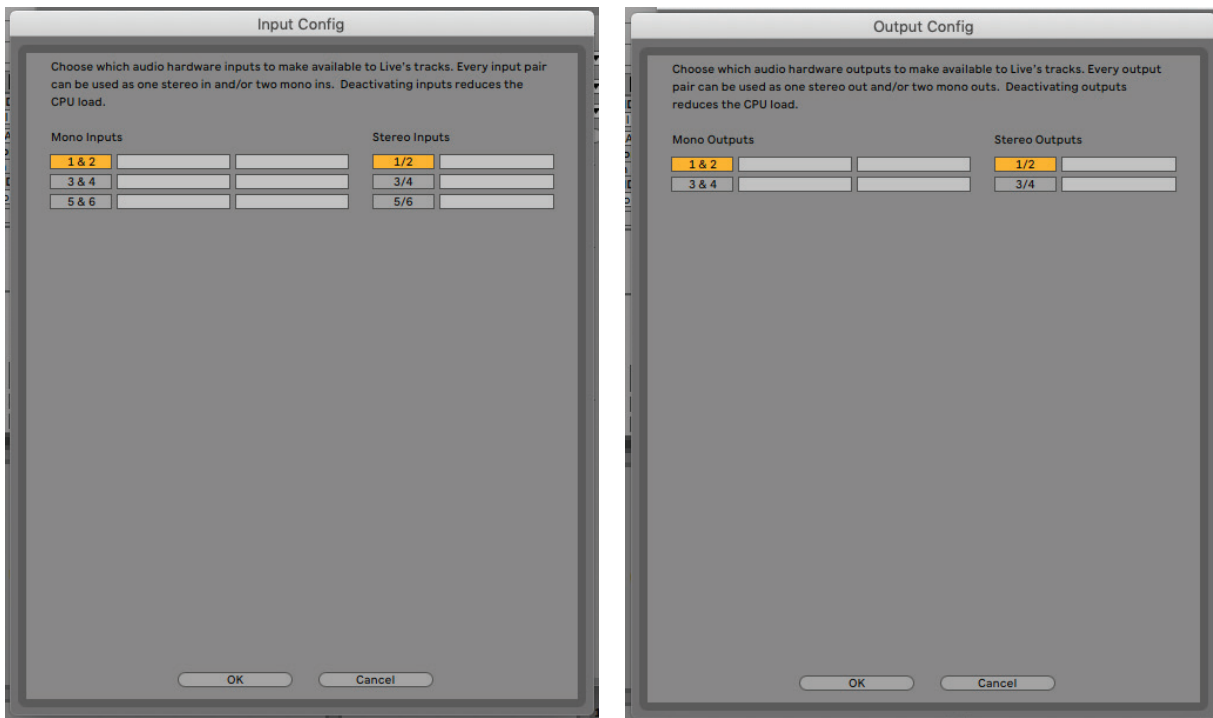 Input Config
Choose which audio hardware inputs to make available to Live's tracks. Every input pair
can be used as one stereo in and/or two mono ins.  Deactivating inputs reduces the
CPU load.
Mono Inputs Stereo Inputs
1 & 2 1/2
3 & 4 3/4
5 & 6 5/6
OK Cancel
Output Config
Choose which audio hardware outputs to make available to Live's tracks. Every output
pair can be used as one stereo out and/or two mono outs.  Deactivating outputs
reduces the CPU load.
Mono Outputs Stereo Outputs
1 & 2 1/2
3 & 4 3/4
OK Cancel